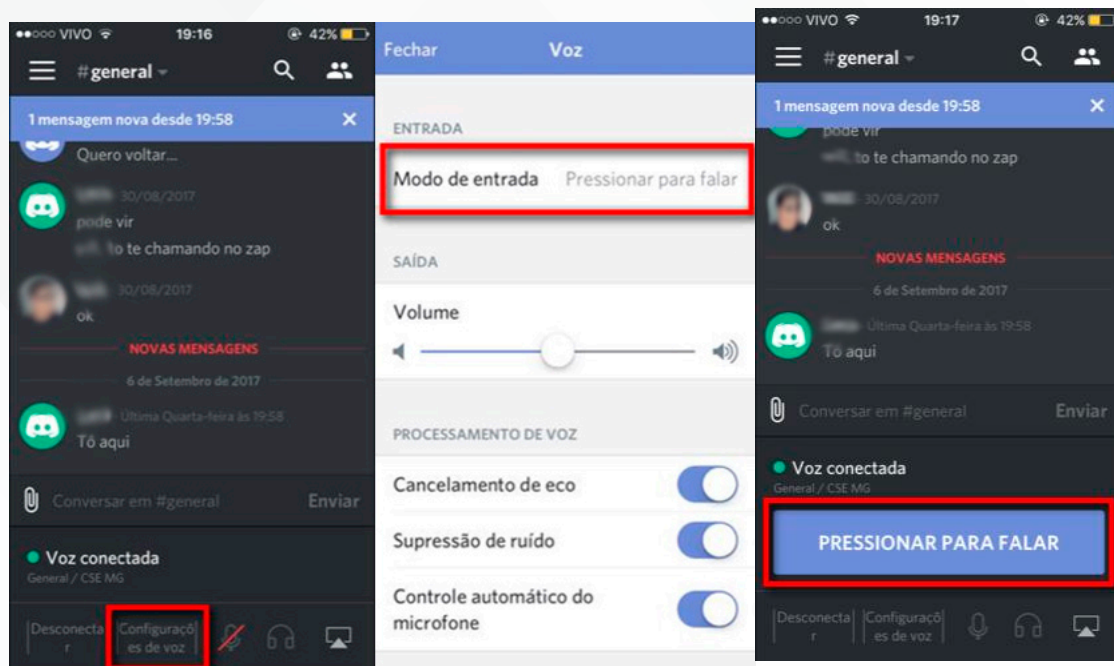 VIVO 19:16 42%
#general
1 mensagem nova desde 19:58
Quero voltar...
30/08/2017
pode vir
to te chamando no zap
30/08/2017
ok
NOVAS MENSAGENS
6 de Setembro de 2017
Última Quarta-feira às 19:58
Tô aqui
Conversar em #general Enviar
Voz conectada
General / CSE MG
Desconecta
r
Configuraçõ
es de voz
Fechar Voz
ENTRADA
Modo de entrada Pressionar para falar
SAÍDA
Volume
PROCESSAMENTO DE VOZ
Cancelamento de eco
Supressão de ruído
Controle automático do
microfone
VIVO 19:17 42%
#general
1 mensagem nova desde 19:58
pode vir
to te chamando no zap
30/08/2017
ok
NOVAS MENSAGENS
6 de Setembro de 2017
Última Quarta-feira às 19:58
Tô aqui
Conversar em #general Enviar
Voz conectada
General / CSE MG
PRESSIONAR PARA FALAR
Desconecta
r
Configuraçõ
es de voz